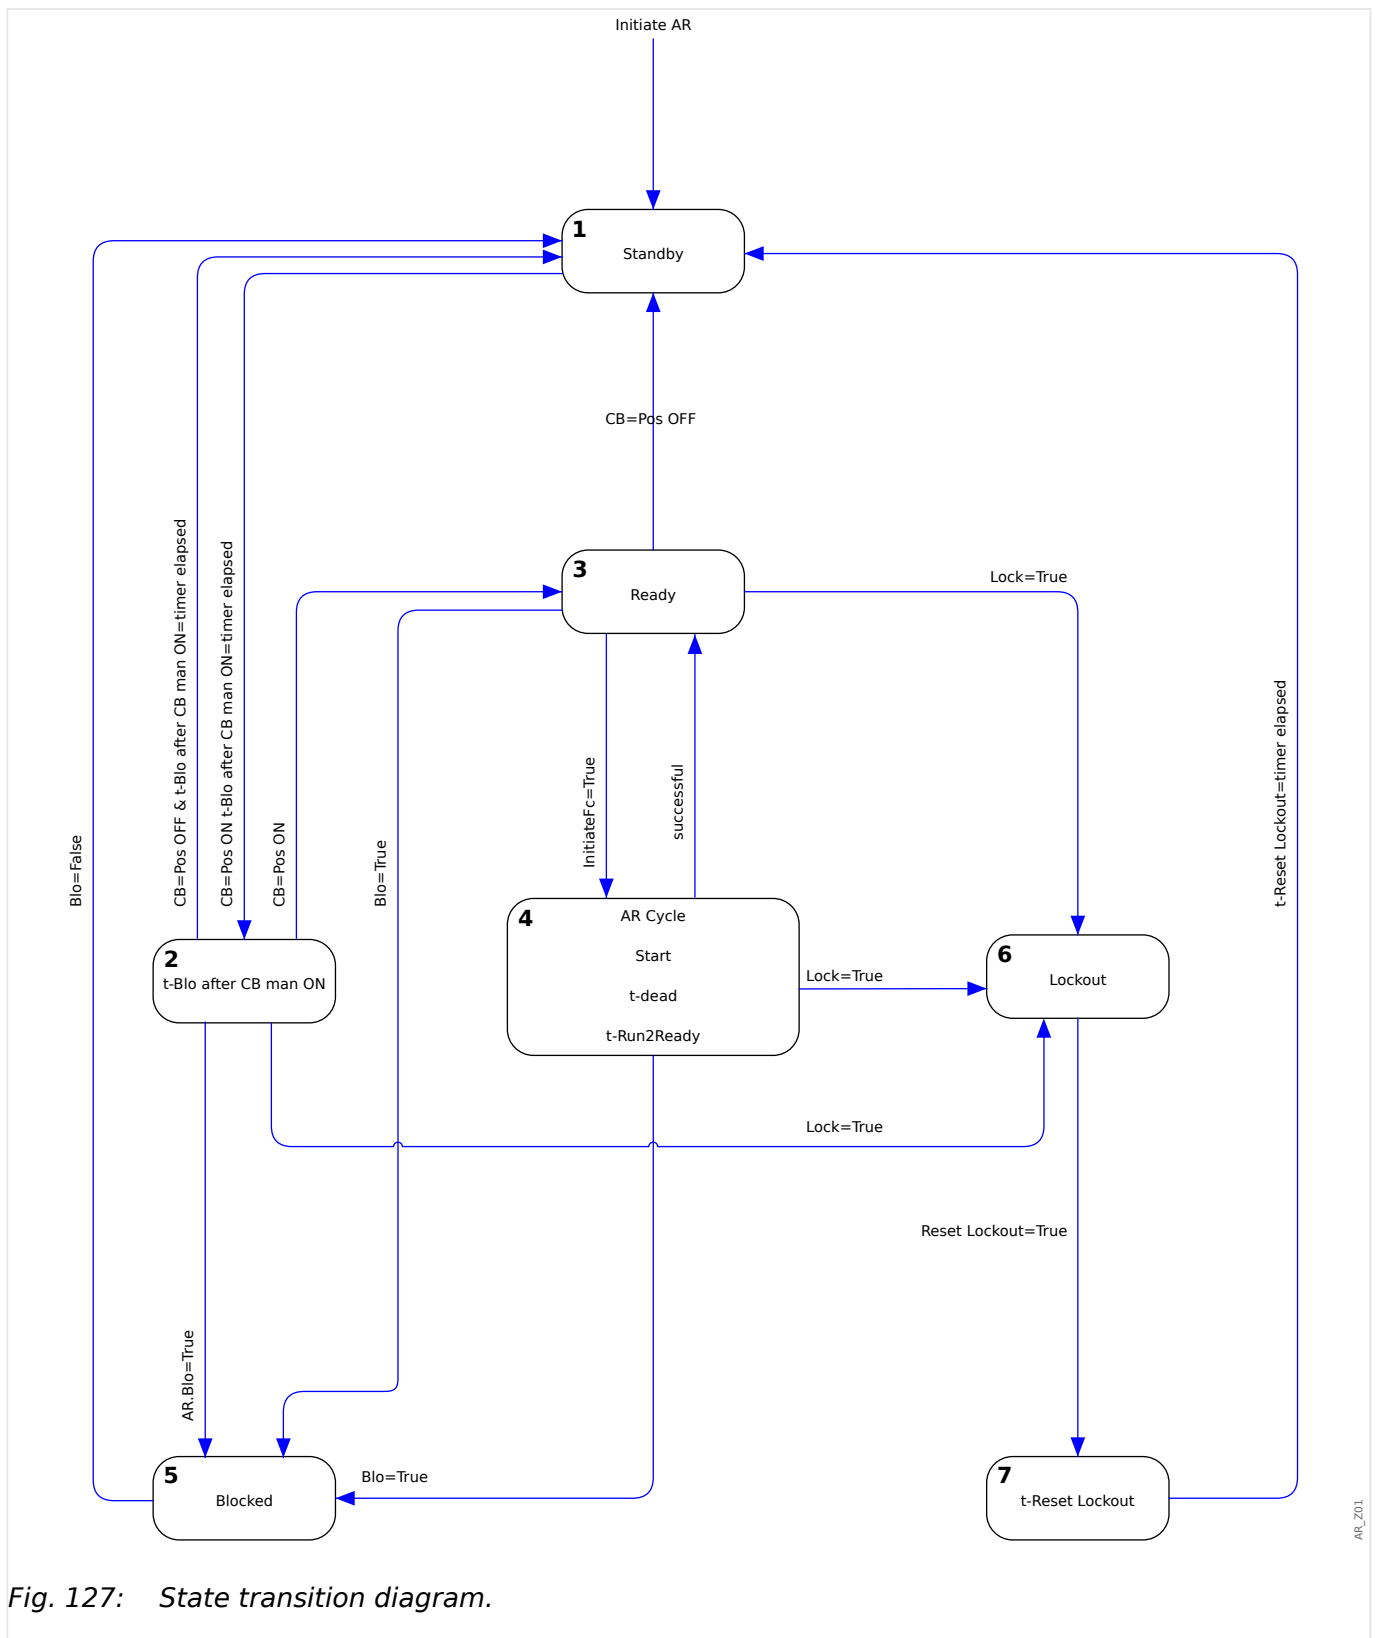 Initiate AR
1
Standby
CB=Pos OFF
3
Ready
Lock=True
CB=Pos OFF & t-Blo after CB man ON=timer elapsed
CB=Pos ON t-Blo after CB man ON=timer elapsed
CB=Pos ON
Blo=True
Blo=False
InitiateFc=True
successful
t-Reset Lockout=timer elapsed
2
t-Blo after CB man ON
4
AR Cycle
Start
t-dead
t-Run2Ready
Lock=True
6
Lockout
Lock=True
Reset Lockout=True
AR.Blo=True
5
Blocked
Blo=True
7
t-Reset Lockout
AR_Z01
Fig. 127: State transition diagram.